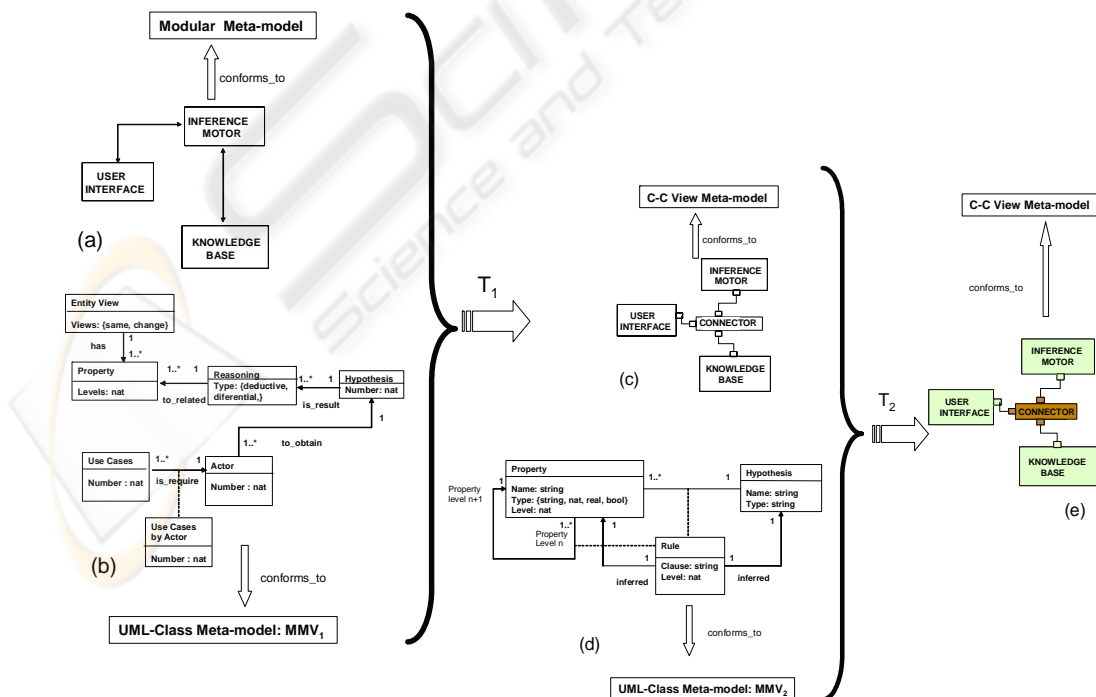 Modular Meta-model
conforms_to
INFERENCE
MOTOR
USER
INTERFACE
KNOWLEDGE
BASE
(a)
Entity View
Views: {same, change}
has
1
1..*
Property
Levels: nat
1..*
1
to_related
Reasoning
Type: {deductive,
diferential,}
1..*
1
is_result
Hypothesis
Number: nat
1
1..*
to_obtain
Use Cases
Number : nat
1..*
1
is_require
Actor
Number : nat
Use Cases
by Actor
Number : nat
(b)
conforms_to
UML-Class Meta-model: MMV1
T1
C-C View Meta-model
conforms_to
INFERENCE
MOTOR
USER
INTERFACE
CONNECTOR
KNOWLEDGE
BASE
(c)
Property
Name: string
Type: {string, nat, real, bool}
Level: nat
1
Property
level n+1
1..*
Property
Level n
1..*
1
Hypothesis
Name: string
Type: string
1
1
Rule
Clause: string
Level: nat
1
inferred
1
inferred
(d)
conforms_to
UML-Class Meta-model: MMV2
T2
C-C View Meta-model
conforms_to
INFERENCE
MOTOR
USER
INTERFACE
CONNECTOR
KNOWLEDGE
BASE
(e)
Science and Te